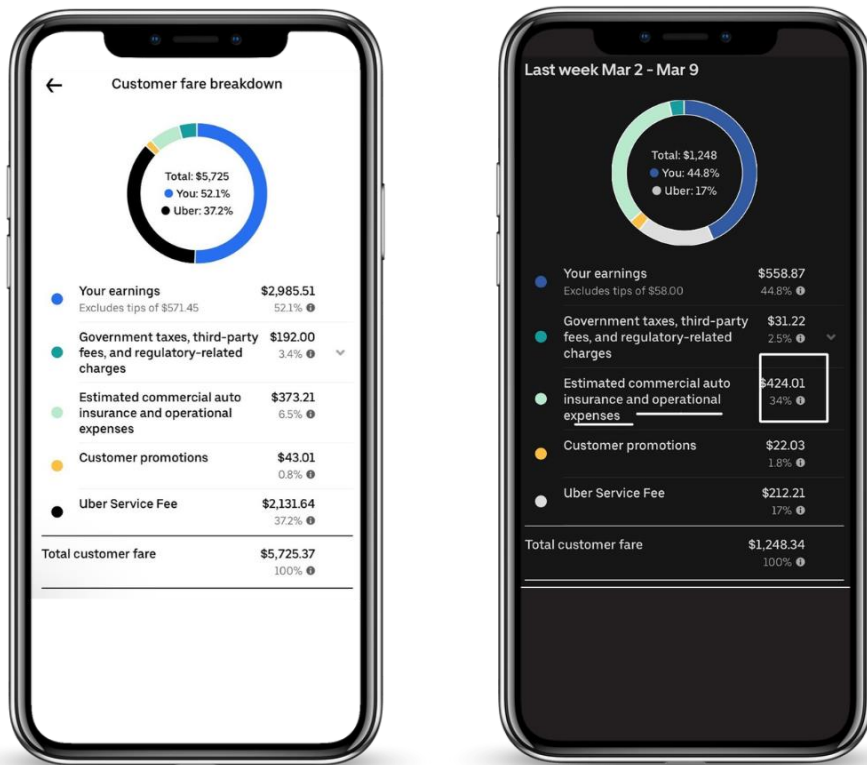 Customer fare breakdown
Total: $5,725
You: 52.1%
Uber: 37.2%
Your earnings $2,985.51
Excludes tips of $571.45 52.1%
Government taxes, third-party $192.00
fees, and regulatory-related 3.4%
charges
Estimated commercial auto $373.21
insurance and operational 6.5%
expenses
Customer promotions $43.01
0.8%
Uber Service Fee $2,131.64
37.2%
Total customer fare $5,725.37
100%
Last week Mar 2 - Mar 9
Total: $1,248
You: 44.8%
Uber: 17%
Your earnings $558.87
Excludes tips of $58.00 44.8%
Government taxes, third-party $31.22
fees, and regulatory-related 2.5%
charges
Estimated commercial auto $424.01
insurance and operational 34%
expenses
Customer promotions $22.03
1.8%
Uber Service Fee $212.21
17%
Total customer fare $1,248.34
100%